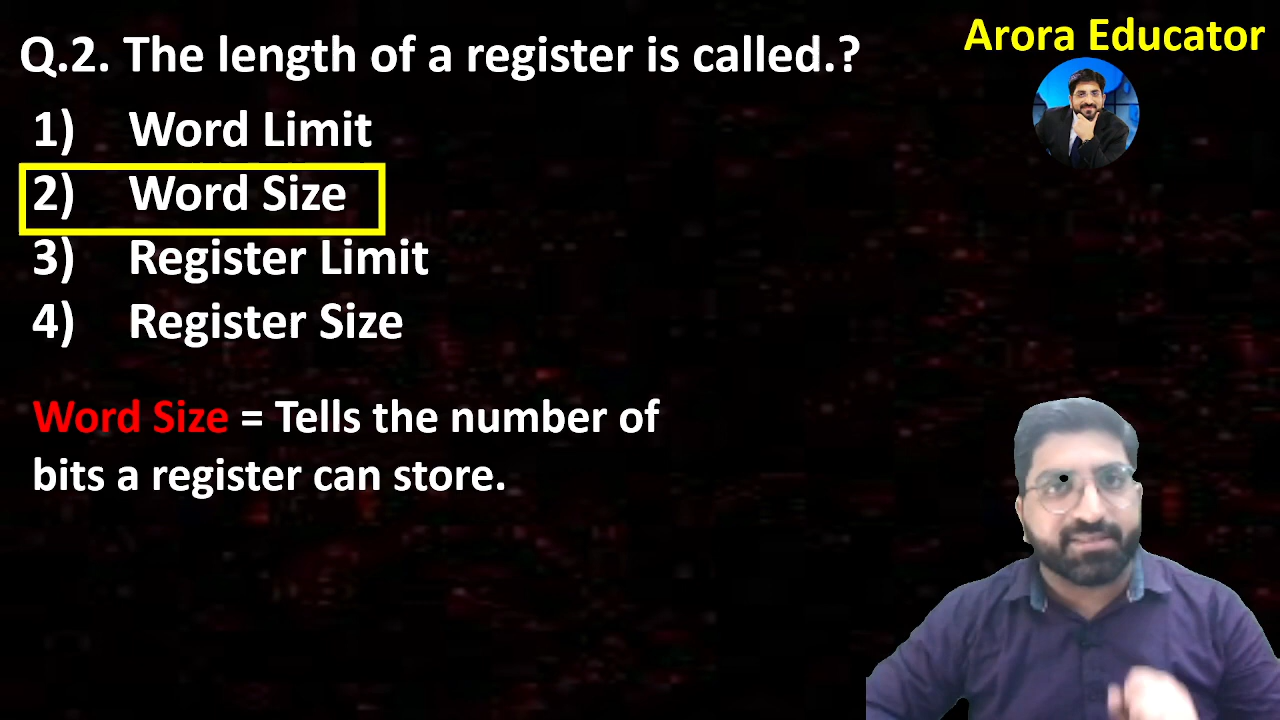 Q.2. The length of a register is called.?
Arora Educator
1) Word Limit
2) Word Size
3) Register Limit
4) Register Size
Word Size = Tells the number of
bits a register can store.